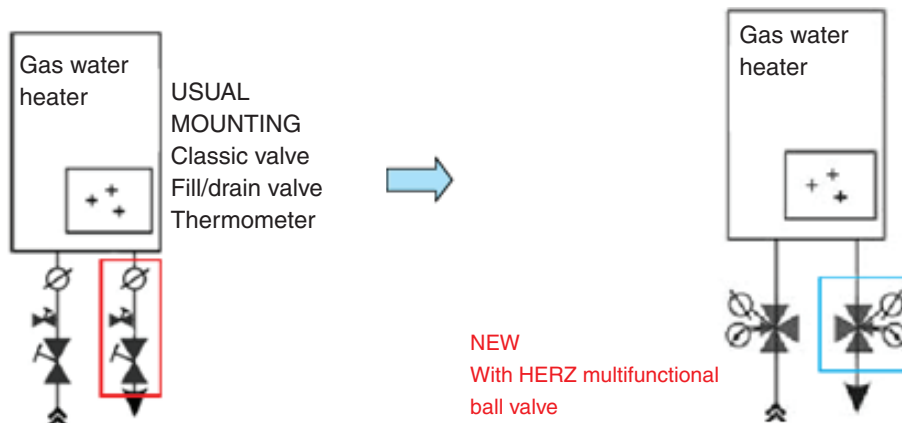 Gas water
heater
USUAL
MOUNTING
Classic valve
Fill/drain valve
Thermometer
Gas water
heater
NEW
With HERZ multifunctional
ball valve